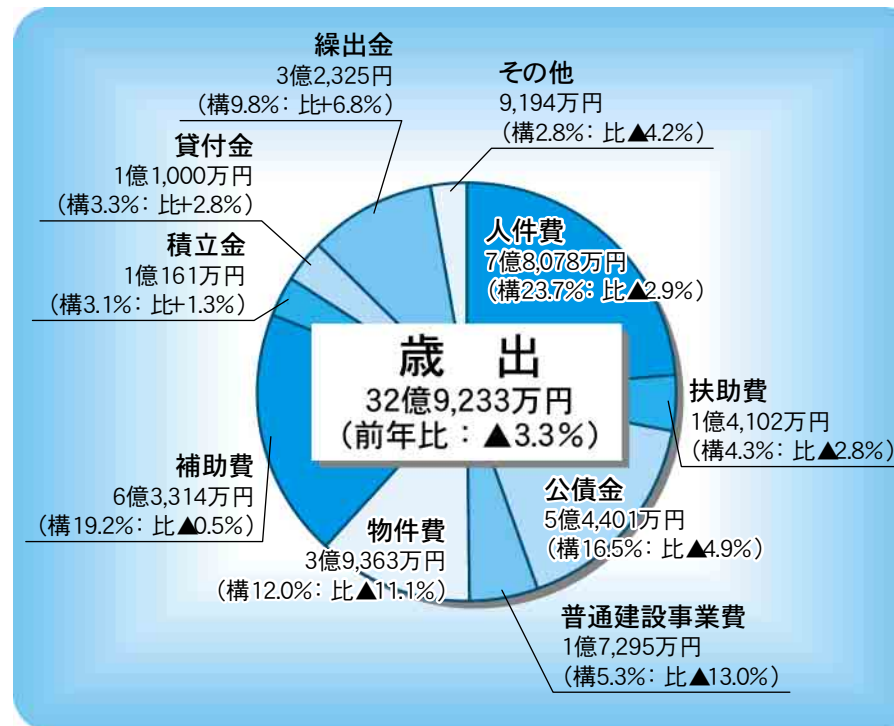 繰出金
3億2,325円
(構9.8%:比+6.8%)
その他
9,194万円
(構2.8%:比▲4.2%)
貸付金
1億1,000万円
(構3.3%:比+2.8%)
積立金
1億161万円
(構3.1%:比+1.3%)
人件費
7億8,078万円
(構23.7%:比▲2.9%)
歳 出
32億9,233万円
(前年比:▲3.3%)
扶助費
1億4,102万円
(構4.3%:比▲2.8%)
補助費
6億3,314万円
(構19.2%:比▲0.5%)
公債金
5億4,401万円
(構16.5%:比▲4.9%)
物件費
3億9,363万円
(構12.0%:比▲11.1%)
普通建設事業費
1億7,295万円
(構5.3%:比▲13.0%)